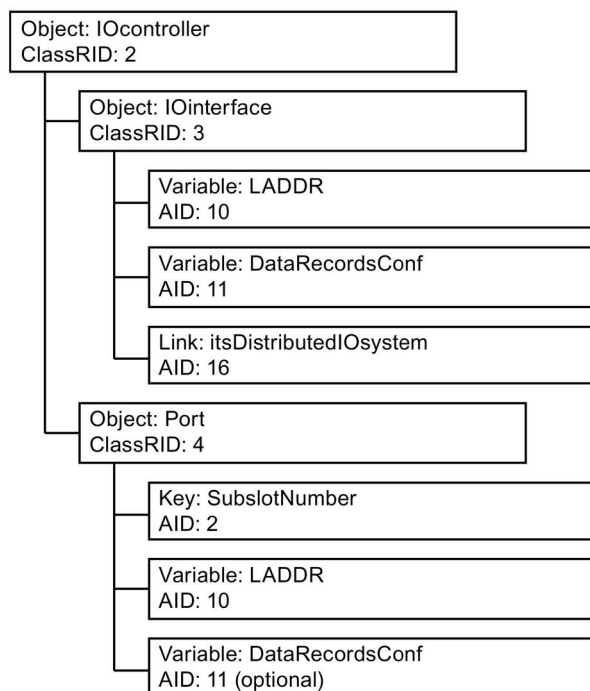 Object: IOcontroller
ClassRID: 2
Object: IOinterface
ClassRID: 3
Variable: LADDR
AID: 10
Variable: DataRecordsConf
AID: 11
Link: itsDistributedIOsystem
AID: 16
Object: Port
ClassRID: 4
Key: SubslotNumber
AID: 2
Variable: LADDR
AID: 10
Variable: DataRecordsConf
AID: 11 (optional)